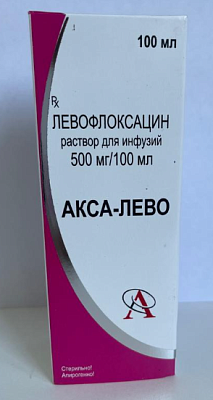 100 мл
Rx
ЛЕВОФЛОКСАЦИН
раствор для инфузий
500 мг/100 мл
АКСА-ЛЕВО
Стерильно!
Апирогенно!